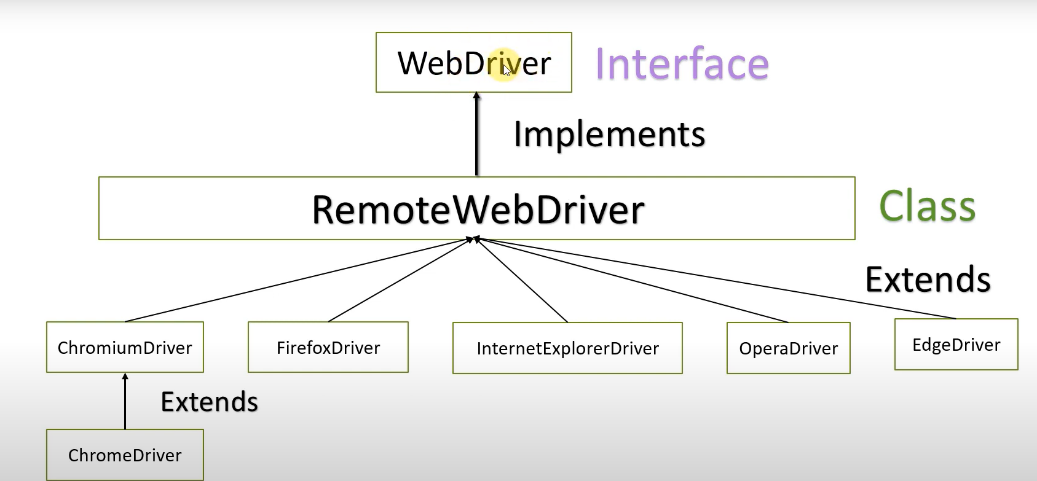 WebDriver
Interface
Implements
RemoteWebDriver
Class
Extends
ChromiumDriver
FirefoxDriver
InternetExplorerDriver
OperaDriver
EdgeDriver
Extends
ChromeDriver